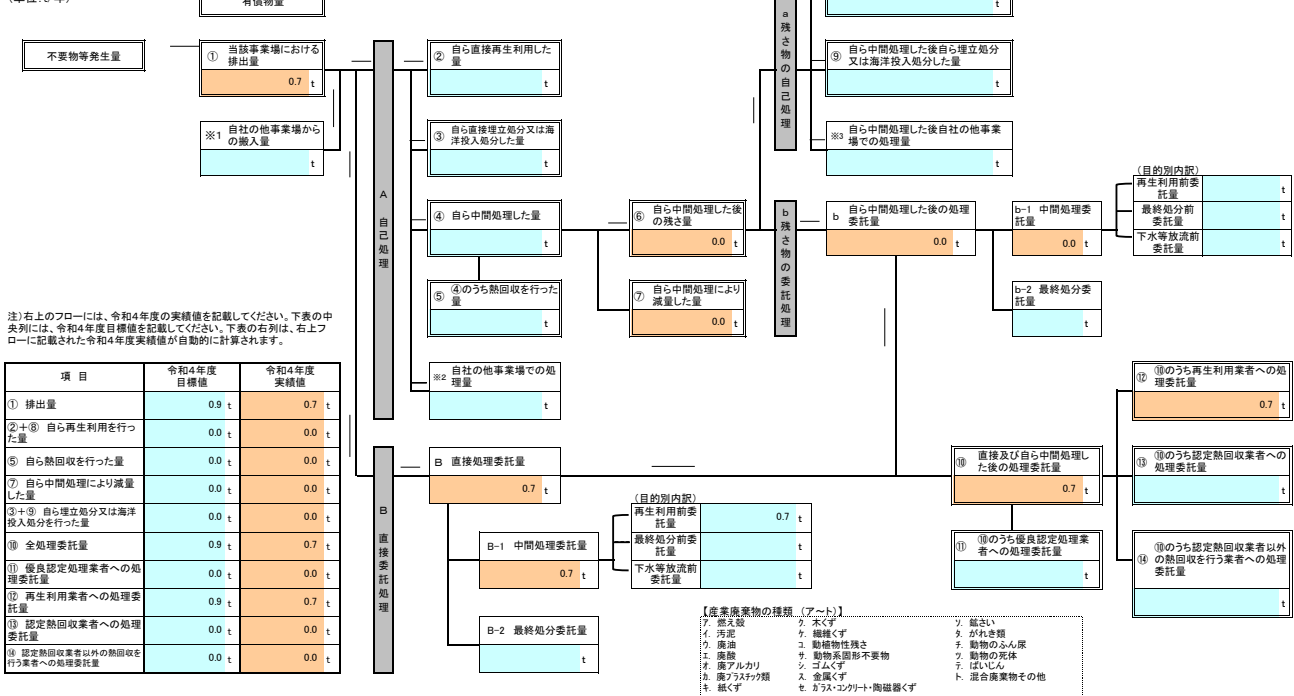 有償物量
不要物等発生量
① 当該事業場における
排出量
0.7 t
※1 自社の他事業場から
の搬入量
t
A 自己処理
② 自ら直接再生利用した
量
t
③ 自ら直接埋立処分又は海
洋投入処分した量
t
④ 自ら中間処理した量
t
⑤ ④のうち熱回収を行った
量
t
※2 自社の他事業場での処
理量
t
⑥ 自ら中間処理した後
の残さ量
0.0 t
⑦ 自ら中間処理により
減量した量
0.0 t
a 残さ物の自己処理
t
⑨ 自ら中間処理した後自ら埋立処分
又は海洋投入処分した量
t
※3 自ら中間処理した後自社の他事業
場での処理量
t
b 残さ物の委託処理
b 自ら中間処理した後の処理
委託量
0.0 t
b-1 中間処理委
託量
0.0 t
b-2 最終処分委
託量
t
(目的別内訳)
再生利用前委
託量
t
最終処分前
委託量
t
下水等放流前
委託量
t
注)右上のフローには、令和4年度の実績値を記載してください。下表の中
央列には、令和4年度目標値を記載してください。下表の右列は、右上フ
ローに記載された令和4年度実績値が自動的に計算されます。
項 目 令和4年度
目標値 令和4年度
実績値
① 排出量 0.9 t 0.7 t
②+⑧ 自ら再生利用を行っ
た量 0.0 t 0.0 t
⑤ 自ら熱回収を行った量 0.0 t 0.0 t
⑦ 自ら中間処理により減量
した量 0.0 t 0.0 t
③+⑨ 自ら埋立処分又は海洋
投入処分を行った量 0.0 t 0.0 t
⑩ 全処理委託量 0.9 t 0.7 t
⑪ 優良認定処理業者への処
理委託量 0.0 t 0.0 t
⑫ 再生利用業者への処理委
託量 0.9 t 0.7 t
⑬ 認定熱回収業者への処理
委託量 0.0 t 0.0 t
⑭ 認定熱回収業者以外の熱回収を
行う業者への処理委託量 0.0 t 0.0 t
B 直接委託処理
B 直接処理委託量
0.7 t
B-1 中間処理委託量
0.7 t
B-2 最終処分委託量
t
(目的別内訳)
再生利用前委
託量
0.7 t
最終処分前委
託量
t
下水等放流前
委託量
t
⑩ 直接及び自ら中間処理し
た後の処理委託量
0.7 t
⑪ ⑩のうち優良認定処理業
者への処理委託量
t
⑫ ⑩のうち再生利用業者への処
理委託量
0.7 t
⑬ ⑩のうち認定熱回収業者への
処理委託量
t
⑭ ⑩のうち認定熱回収業者以外
の熱回収を行う業者への処理
委託量
t
【産業廃棄物の種類 (ア~ト)】
ア. 燃え殻 ク. 木くず ソ. 鉱さい
イ. 汚泥 ケ. 繊維くず タ. がれき類
ウ. 廃油 コ. 動植物性残さ チ. 動物のふん尿
エ. 廃酸 サ. 動物系固形不要物 ツ. 動物の死体
オ. 廃アルカリ シ. ゴムくず テ. ばいじん
カ. 廃プラスチック類 ス. 金属くず ト. 混合廃棄物その他
キ. 紙くず セ. ガラス・コンクリート・陶磁器くず